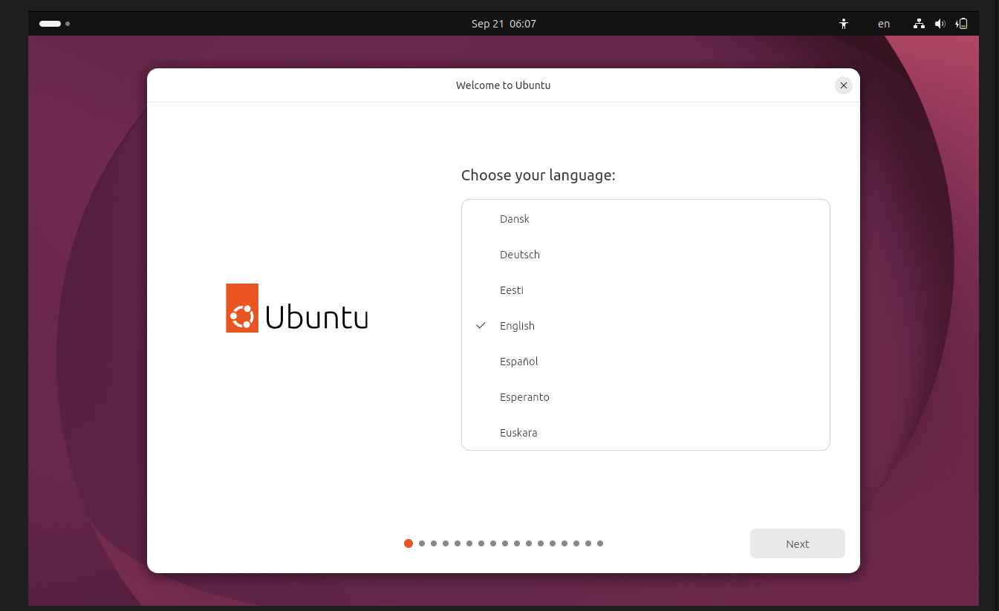 Sep 21 06:07
en
Welcome to Ubuntu
Choose your language:
Dansk
Deutsch
Eesti
English
Español
Esperanto
Euskara
Ubuntu
Next